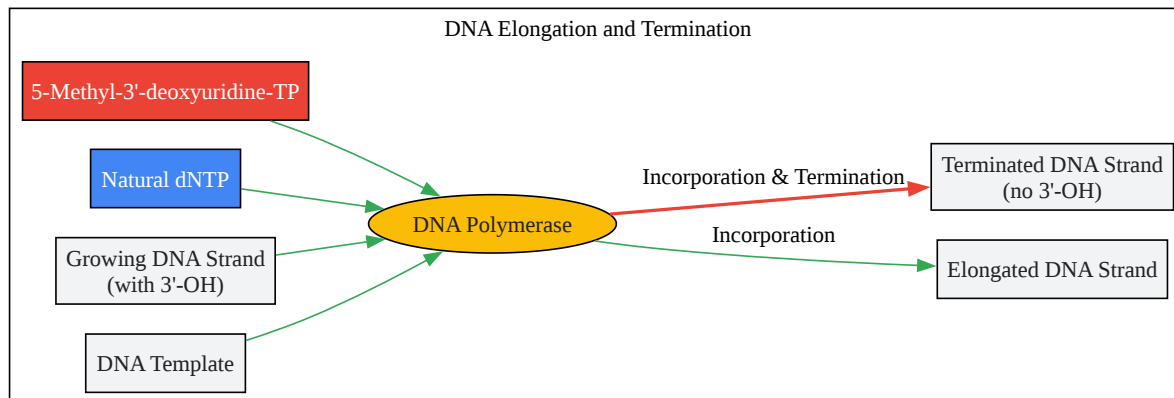 DNA Elongation and Termination
5-Methyl-3'-deoxyuridine-TP
Natural dNTP
Growing DNA Strand
(with 3'-OH)
DNA Template
DNA Polymerase
Incorporation & Termination
Incorporation
Terminated DNA Strand
(no 3'-OH)
Elongated DNA Strand